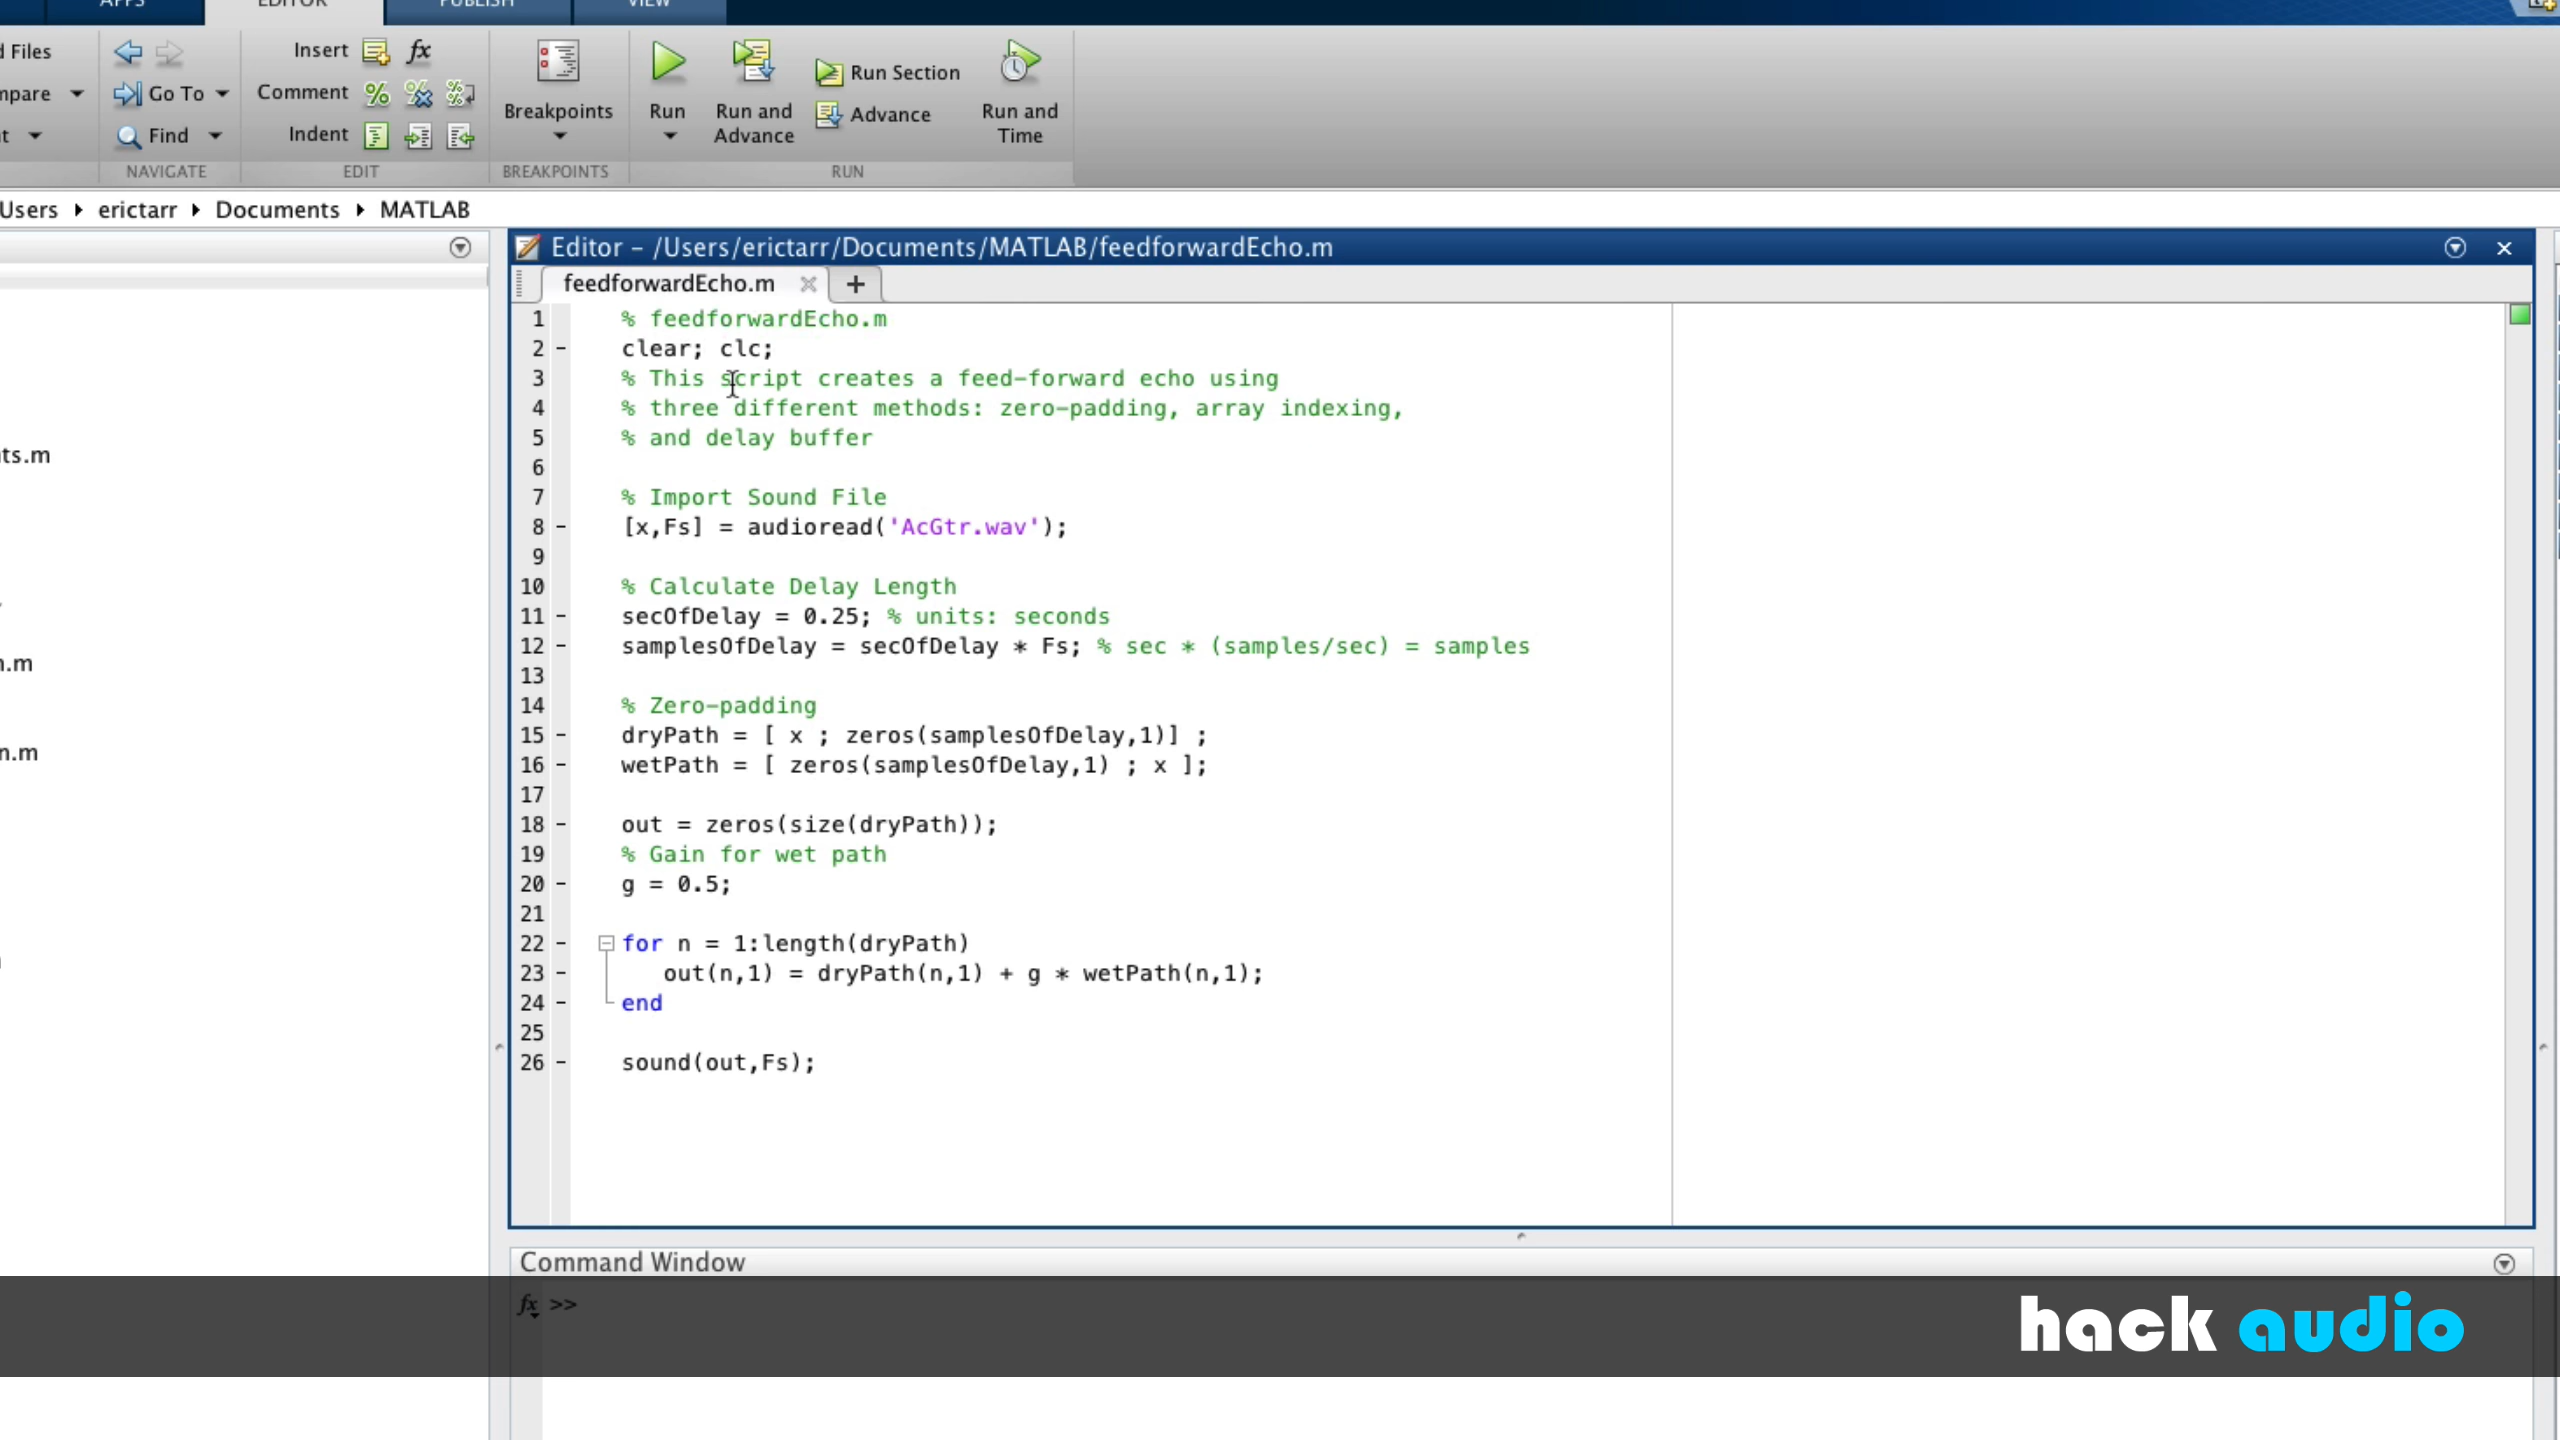 APPS EDITOR PUBLISH VIEW
Files
Insert fx
Go To
Comment
Find
Indent
Breakpoints
Run
Run and Advance
Run Section
Advance
Run and Time
NAVIGATE EDIT BREAKPOINTS RUN
Users erictarr Documents MATLAB
Editor – /Users/erictarr/Documents/MATLAB/feedforwardEcho.m
feedforwardEcho.m +
1 % feedforwardEcho.m
2 – clear; clc;
3 % This script creates a feed-forward echo using
4 % three different methods: zero-padding, array indexing,
5 % and delay buffer
6
7 % Import Sound File
8 – [x,Fs] = audioread('AcGtr.wav');
9
10 % Calculate Delay Length
11 – secOfDelay = 0.25; % units: seconds
12 – samplesOfDelay = secOfDelay * Fs; % sec * (samples/sec) = samples
13
14 % Zero-padding
15 – dryPath = [ x ; zeros(samplesOfDelay,1)] ;
16 – wetPath = [ zeros(samplesOfDelay,1) ; x ];
17
18 – out = zeros(size(dryPath));
19 % Gain for wet path
20 – g = 0.5;
21
22 – for n = 1:length(dryPath)
23 – out(n,1) = dryPath(n,1) + g * wetPath(n,1);
24 – end
25
26 – sound(out,Fs);
Command Window
fx >>
hack audio